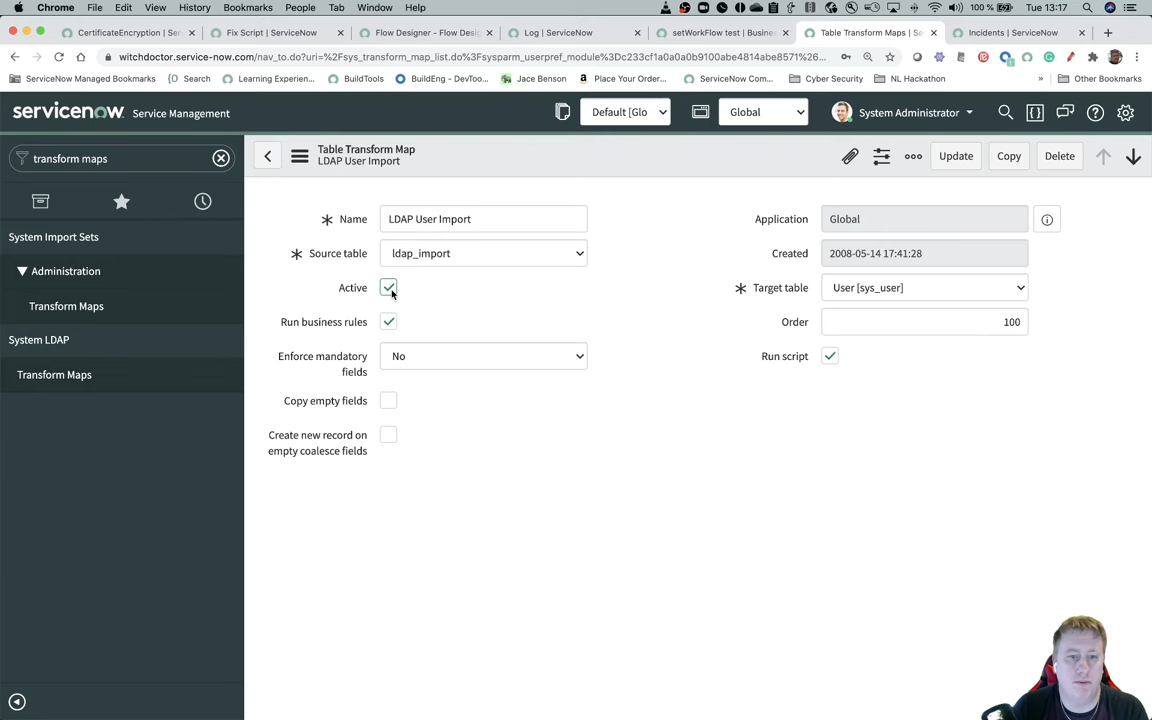 Chrome File Edit View History Bookmarks People Tab Window Help 100 % Tue 13:17
CertificateEncryption | Ser Fix Script | ServiceNow Flow Designer - Flow Desi Log | ServiceNow setWorkFlow test | Busines Table Transform Maps | Se Incidents | ServiceNow
witchdoctor.service-now.com/nav_to.do?uri=%2Fsys_transform_map_list.do%3Fsysparm_userpref_module%3Dc233cf1a0a0a0b9100abe4814abe8571%26...
ServiceNow Managed Bookmarks Search Learning Experien... BuildTools BuildEng - DevToo... Jace Benson Place Your Order... ServiceNow Com... Cyber Security NL Hackathon » Other Bookmarks
servicenow Service Management Default [Glo Global System Administrator
transform maps
Table Transform Map
LDAP User Import
Update Copy Delete
System Import Sets
Administration
Transform Maps
System LDAP
Transform Maps
Name LDAP User Import
Source table ldap_import
Active
Run business rules
Enforce mandatory
fields
No
Copy empty fields
Create new record on
empty coalesce fields
Application Global
Created 2008-05-14 17:41:28
Target table User [sys_user]
Order 100
Run script